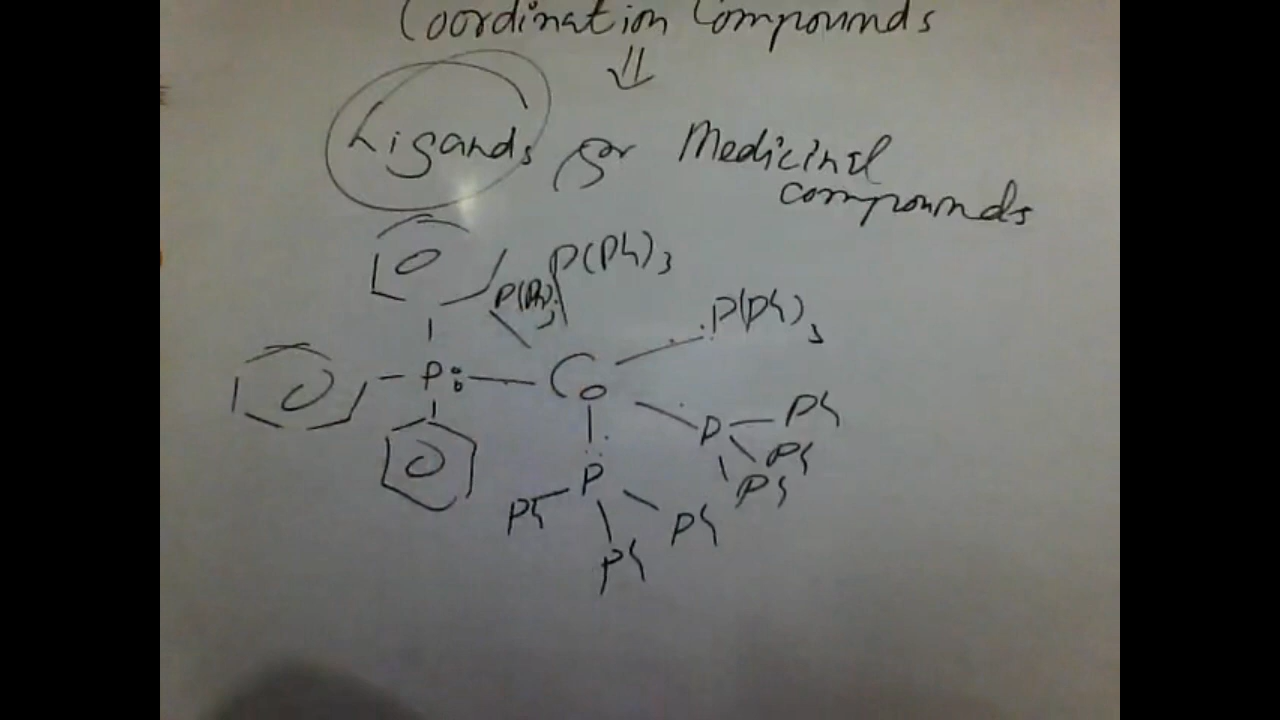 Coordination Compounds
⇓
Ligands for Medicinal
compounds
P(Ph)3
P(Ph)3
P(Ph)3
P: Co
P Ph
Ph
Ph
P
Ph Ph
Ph